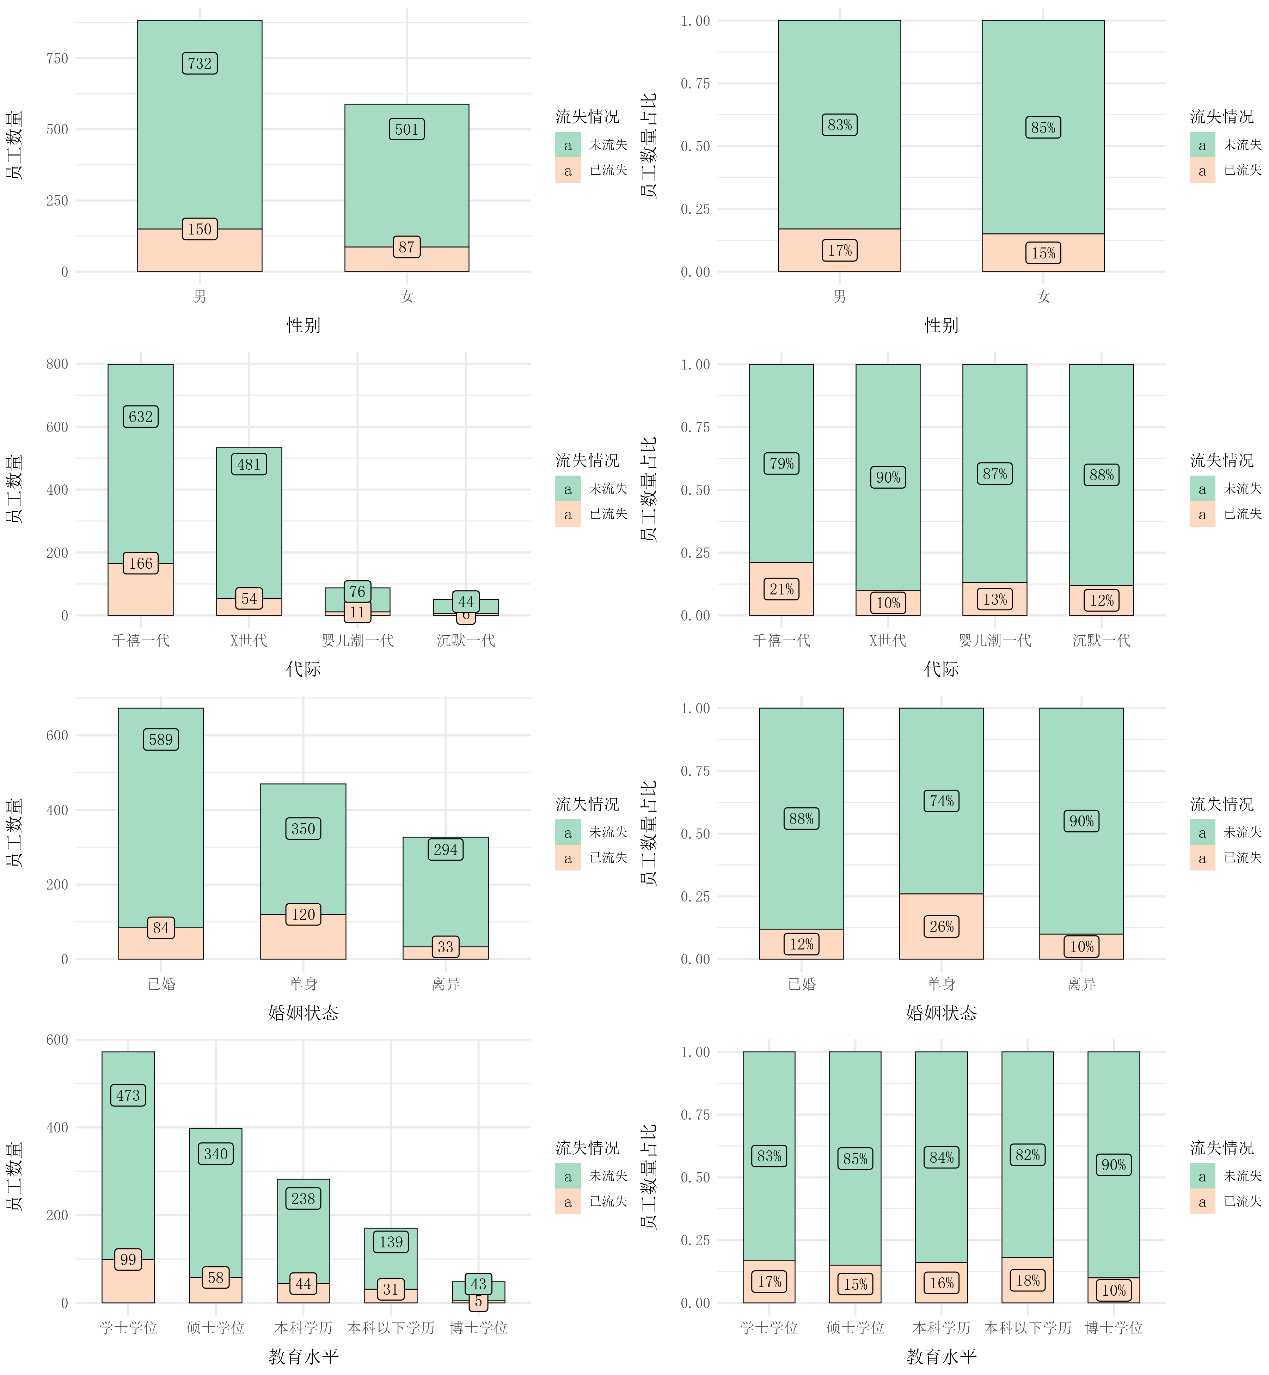 员工数量
750
500
250
0
732
150
501
87
男
女
性别
流失情况
a 未流失
a 已流失
员工数量占比
1.00
0.75
0.50
0.25
0.00
83%
17%
85%
15%
男
女
性别
流失情况
a 未流失
a 已流失
员工数量
800
600
400
200
0
632
166
481
54
76
11
44
6
千禧一代
X世代
婴儿潮一代
沉默一代
代际
流失情况
a 未流失
a 已流失
员工数量占比
1.00
0.75
0.50
0.25
0.00
79%
21%
90%
10%
87%
13%
88%
12%
千禧一代
X世代
婴儿潮一代
沉默一代
代际
流失情况
a 未流失
a 已流失
员工数量
600
400
200
0
589
84
350
120
294
33
已婚
单身
离异
婚姻状态
流失情况
a 未流失
a 已流失
员工数量占比
1.00
0.75
0.50
0.25
0.00
88%
12%
74%
26%
90%
10%
已婚
单身
离异
婚姻状态
流失情况
a 未流失
a 已流失
员工数量
600
400
200
0
473
99
340
58
238
44
139
31
43
5
学士学位
硕士学位
本科学历
本科以下学历
博士学位
教育水平
流失情况
a 未流失
a 已流失
员工数量占比
1.00
0.75
0.50
0.25
0.00
83%
17%
85%
15%
84%
16%
82%
18%
90%
10%
学士学位
硕士学位
本科学历
本科以下学历
博士学位
教育水平
流失情况
a 未流失
a 已流失